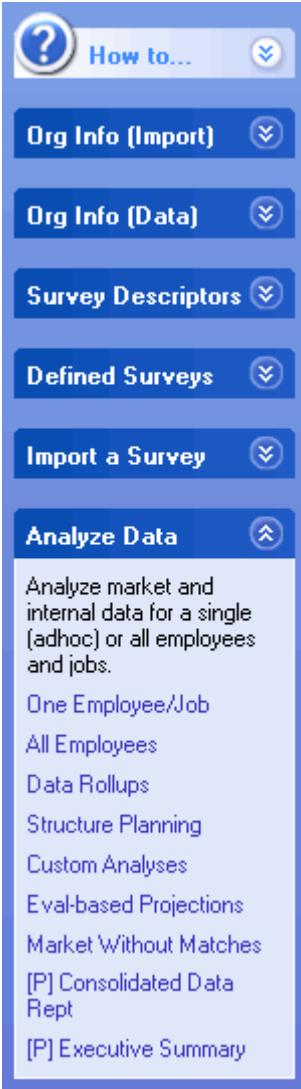 ?
How to...
Org Info (Import)
Org Info (Data)
Survey Descriptors
Defined Surveys
Import a Survey
Analyze Data
Analyze market and
internal data for a single
(adhoc) or all employees
and jobs.
One Employee/Job
All Employees
Data Rollups
Structure Planning
Custom Analyses
Eval-based Projections
Market Without Matches
[P] Consolidated Data
Rept
[P] Executive Summary